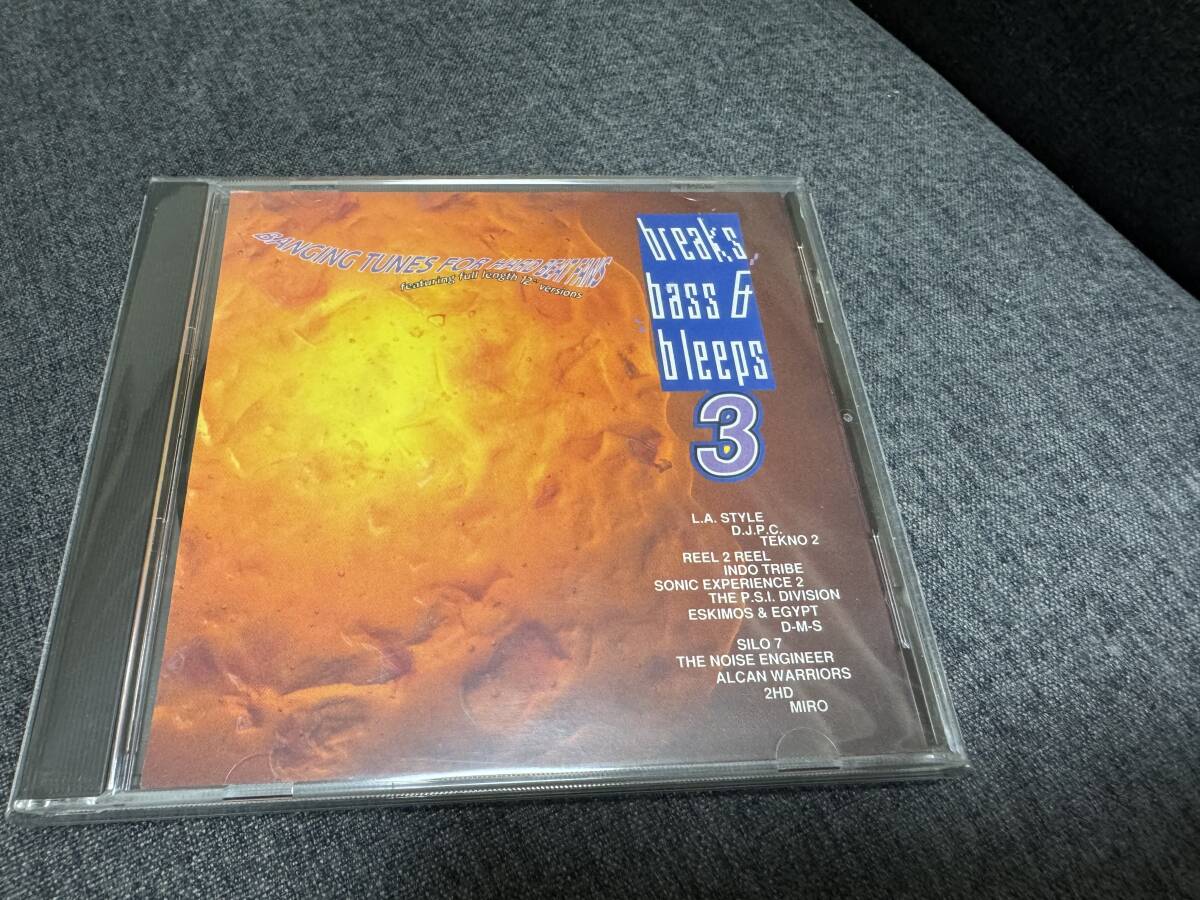 BANGING TUNES FOR HARD BEAT FANS
featuring full length 12" versions
breaks
bass &
bleeps
3
L.A. STYLE
D.J.P.C.
TEKNO 2
REEL 2 REEL
INDO TRIBE
SONIC EXPERIENCE 2
THE P.S.I. DIVISION
ESKIMOS & EGYPT
D-M-S
SILO 7
THE NOISE ENGINEER
ALCAN WARRIORS
2HD
MIRO